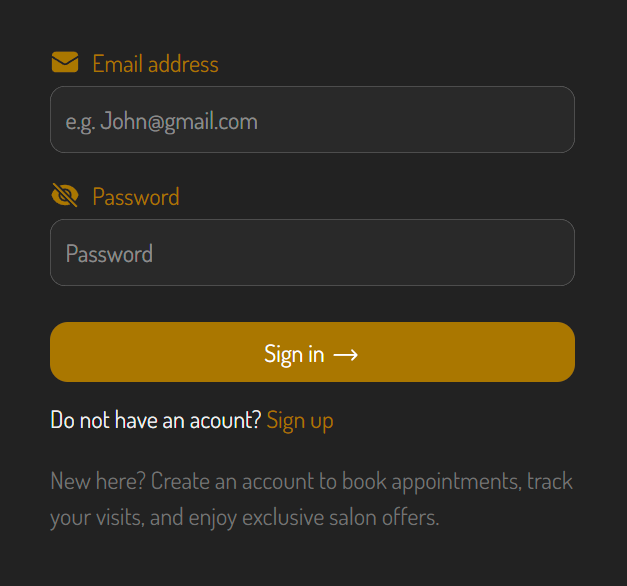 Email address
e.g. John@gmail.com
Password
Password
Sign in →
Do not have an acount? Sign up
New here? Create an account to book appointments, track
your visits, and enjoy exclusive salon offers.